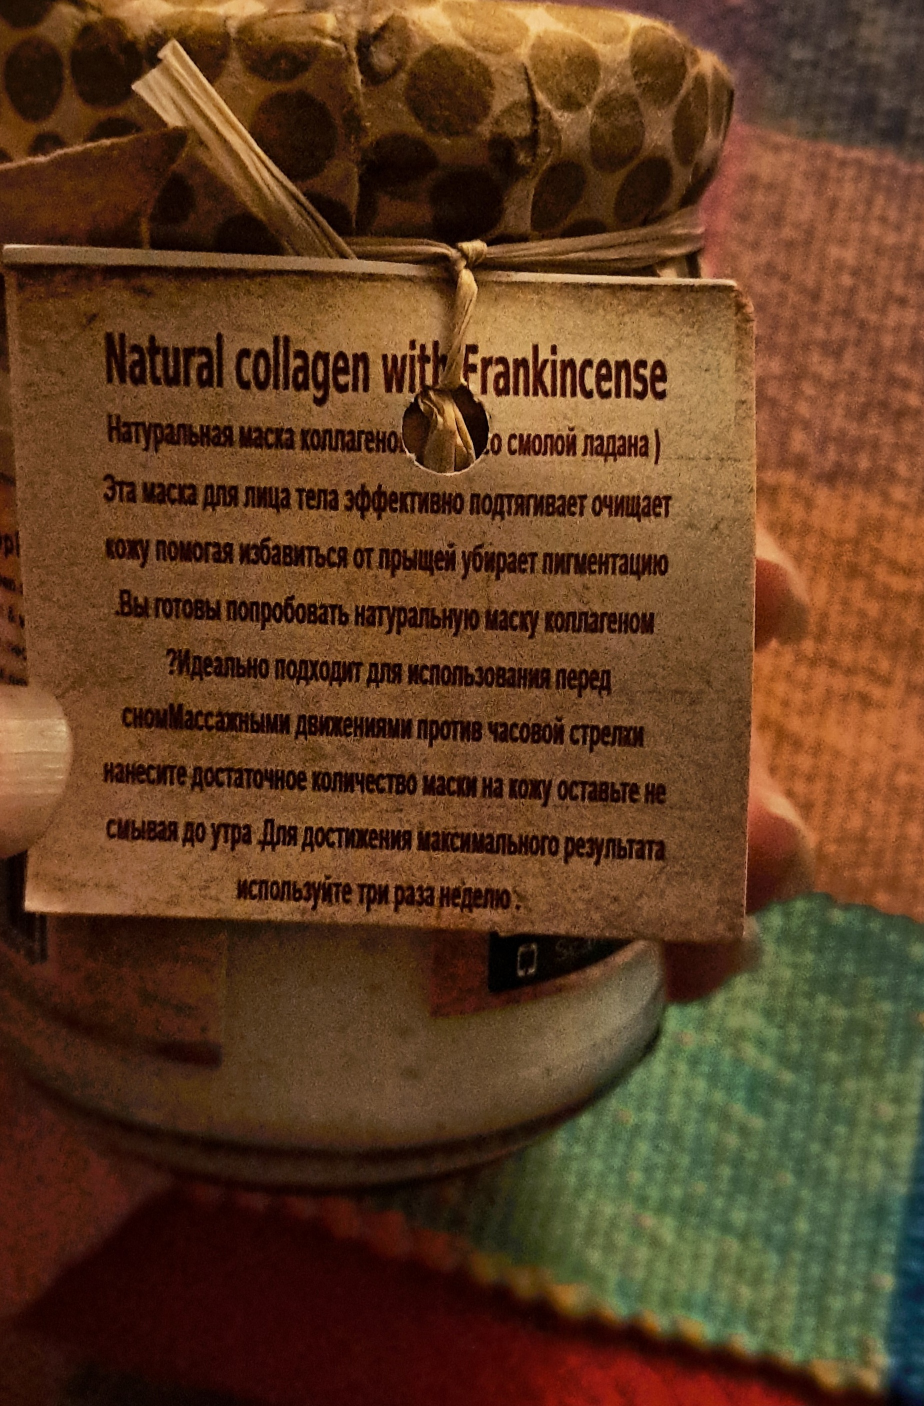 Natural collagen with Frankincense
Натуральная маска со смолой ладана)
Эта маска для лица тела эффективно подтягивает очищает
кожу помогая избавиться от прыщей убирает пигментацию
.Вы готовы попробовать натуральную маску коллагеном
?Идеально подходит для использования перед
сномМассажными движениями против часовой стрелки
нанесите достаточное количество маски на кожу оставьте не
смывая до утра .Для достижения максимального результата
используйте три раза неделю .